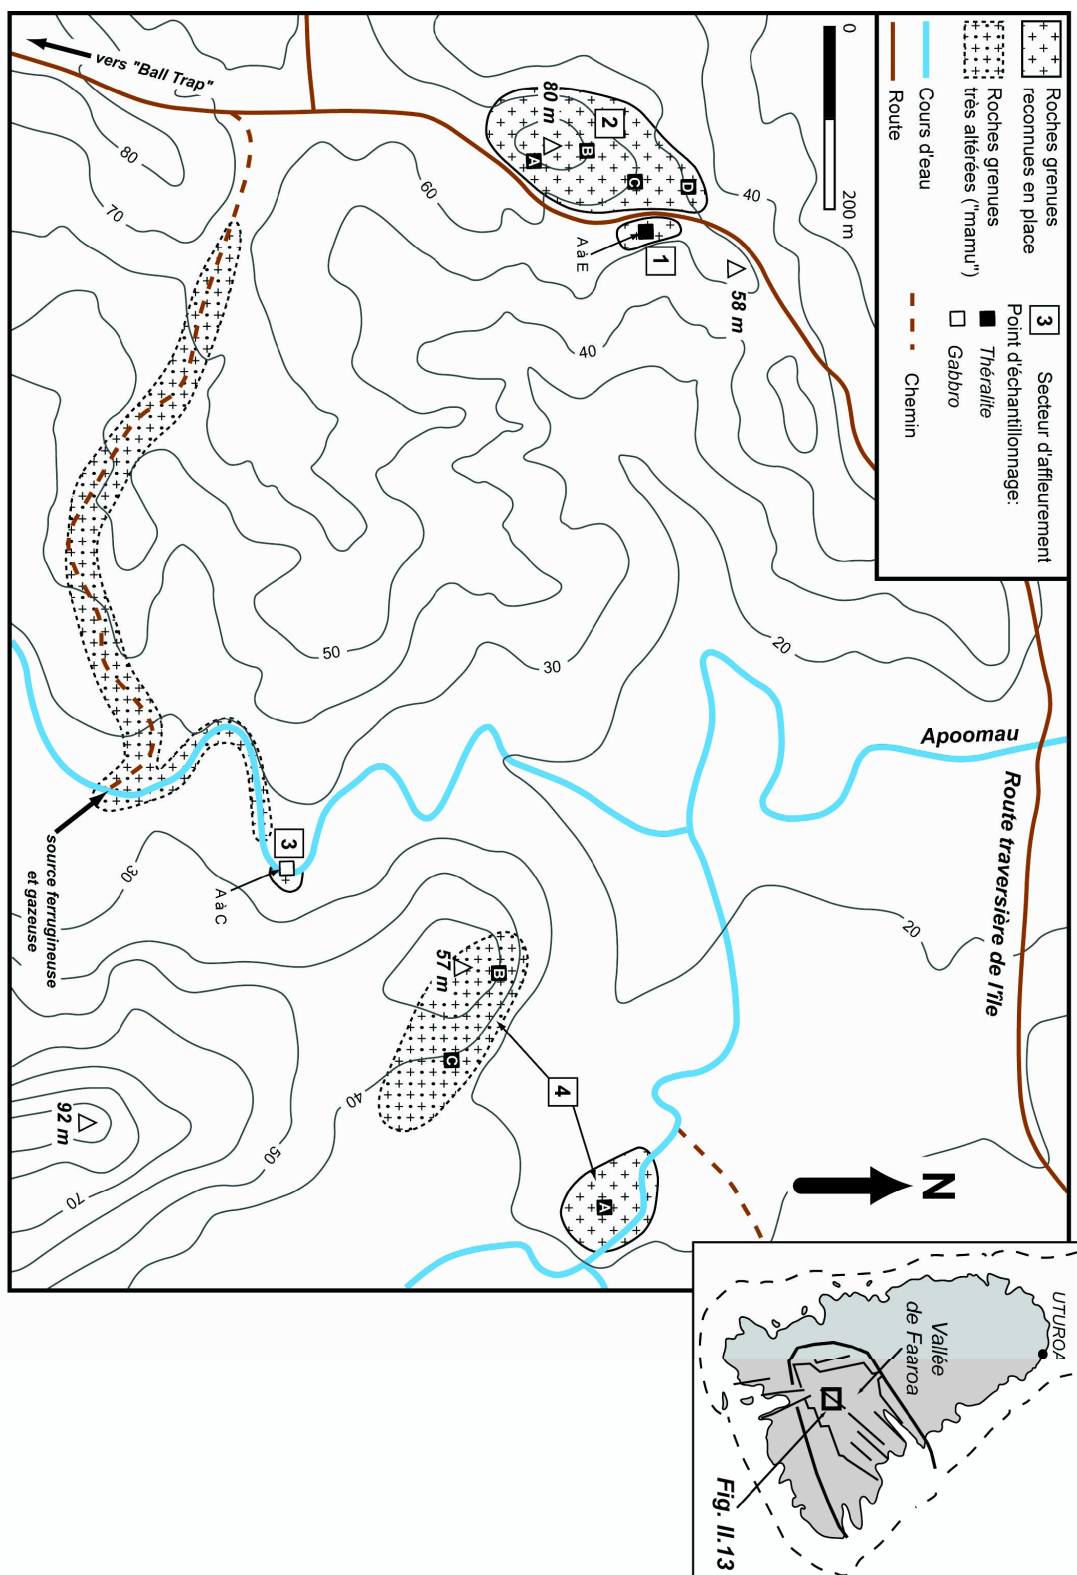 Roches grenues
reconnues en place
Roches grenues
très altérées ("mamu")
Cours d'eau
Route
3
Secteur d'affleurement
Point d'échantillonnage:
Théralite
Gabbro
Chemin
0
200 m
vers "Ball Trap"
80 m
2
A
B
C
D
1
A à E
58 m
40
60
80
70
40
50
30
20
Apoomau
Route traversière de l'île
20
3
A à C
source ferrugineuse
et gazeuse
30
57 m
B
C
4
A
40
50
70
92 m
N
UTUROA
Vallée
de Faaroa
Fig. II.13